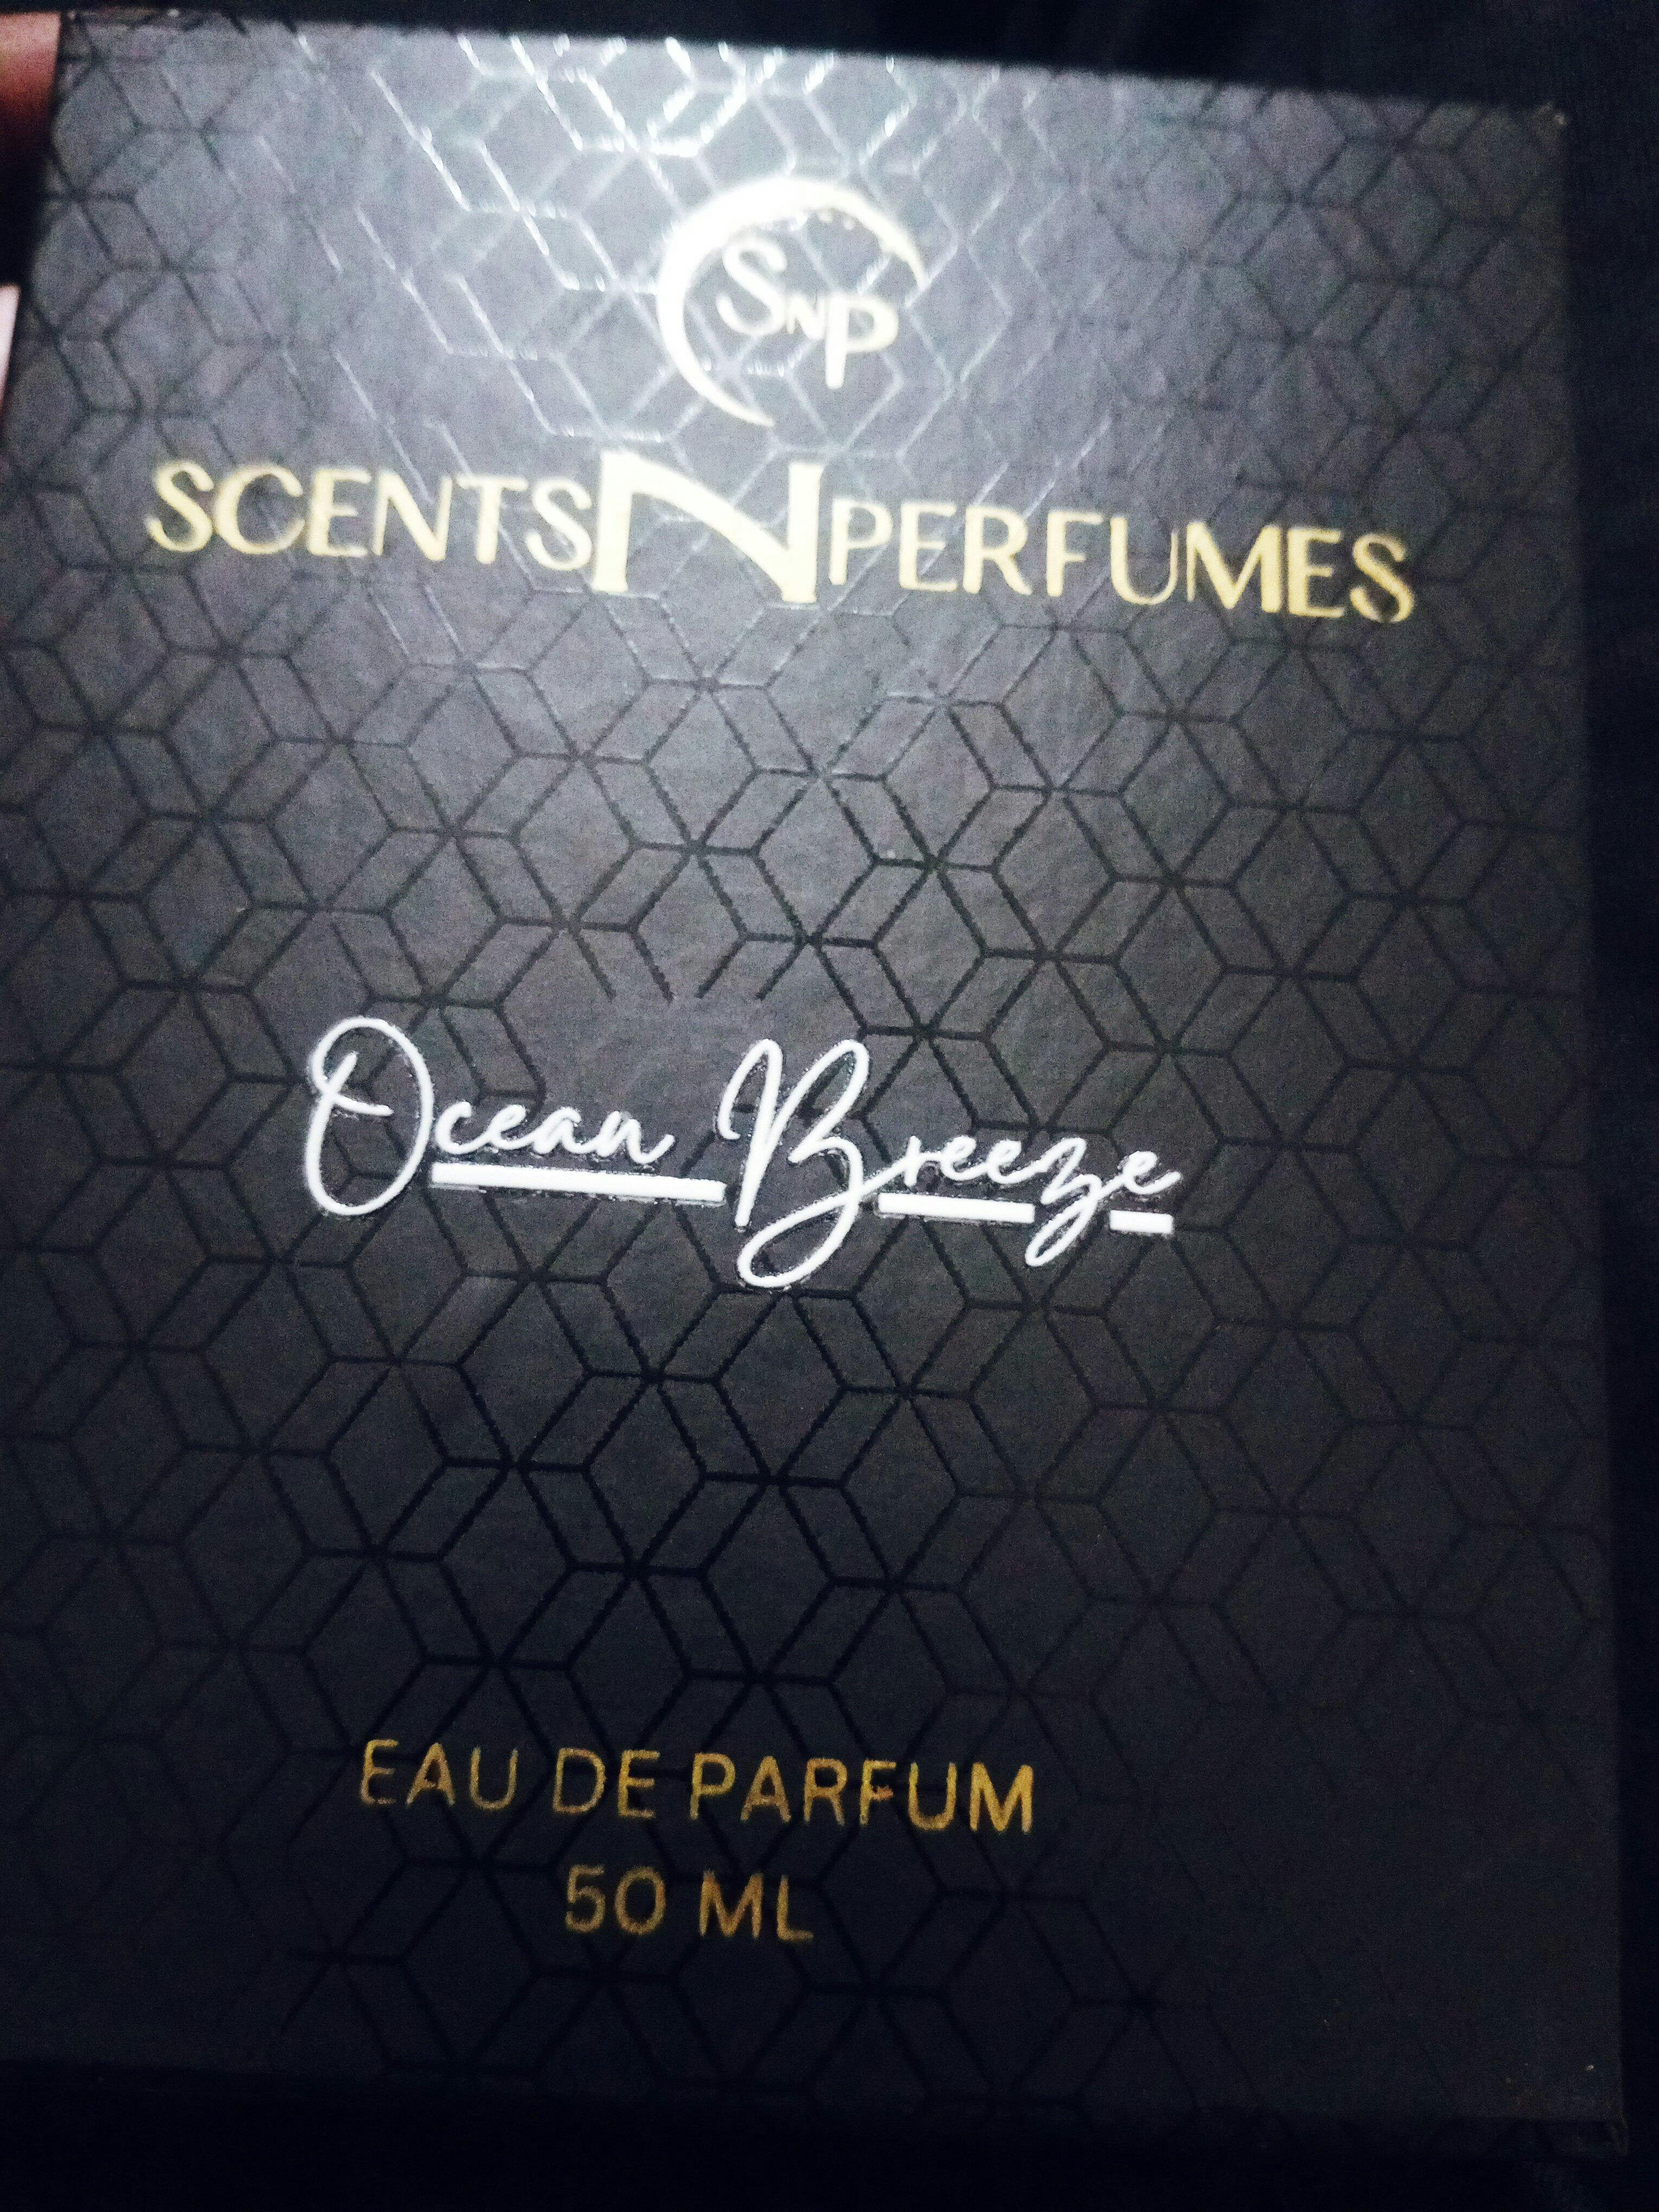 SNP
SCENTSNPERFUMES
Ocean Breeze
EAU DE PARFUM
50 ML